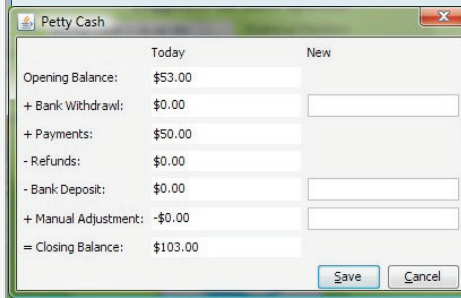 Petty Cash
Today New
Opening Balance: $53.00
+ Bank Withdrawl: $0.00
+ Payments: $50.00
- Refunds: $0.00
- Bank Deposit: $0.00
+ Manual Adjustment: -$0.00
= Closing Balance: $103.00
Save Cancel